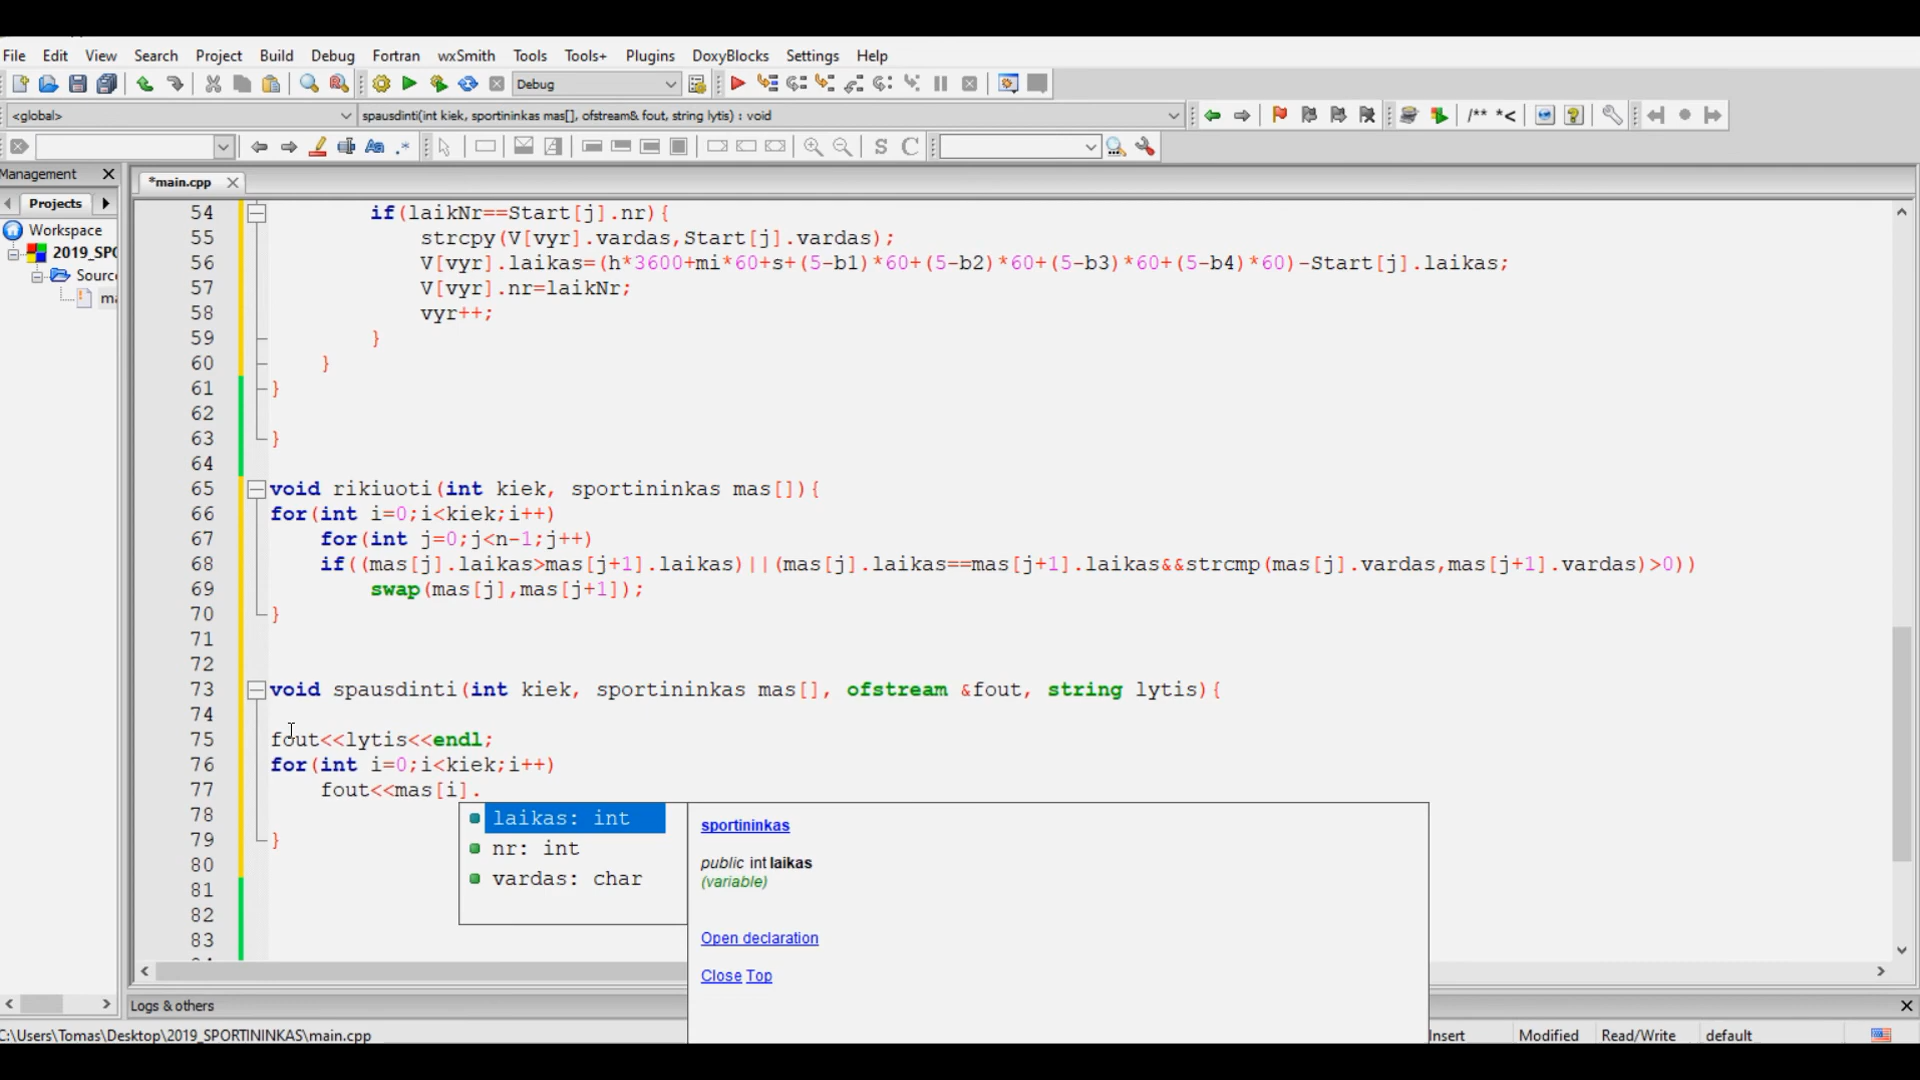 File Edit View Search Project Build Debug Fortran wxSmith Tools Tools+ Plugins DoxyBlocks Settings Help
Debug
<global> spausdinti(int kiek, sportininkas mas[], ofstream& fout, string lytis) : void
/** *<
Management
*main.cpp
Projects
Workspace
2019_SPO
Sourc
ma
54 if(laikNr==Start[j].nr){
55 strcpy(V[vyr].vardas,Start[j].vardas);
56 V[vyr].laikas=(h*3600+mi*60+s+(5-b1)*60+(5-b2)*60+(5-b3)*60+(5-b4)*60)-Start[j].laikas;
57 V[vyr].nr=laikNr;
58 vyr++;
59 }
60 }
61 }
62
63 }
64
65 void rikiuoti(int kiek, sportininkas mas[]){
66 for(int i=0;i<kiek;i++)
67 for(int j=0;j<n-1;j++)
68 if((mas[j].laikas>mas[j+1].laikas)||(mas[j].laikas==mas[j+1].laikas&&strcmp(mas[j].vardas,mas[j+1].vardas)>0))
69 swap(mas[j],mas[j+1]);
70 }
71
72
73 void spausdinti(int kiek, sportininkas mas[], ofstream &fout, string lytis){
74
75 fout<<lytis<<endl;
76 for(int i=0;i<kiek;i++)
77 fout<<mas[i].
78
79 }
80
81
82
83
laikas: int
nr: int
vardas: char
sportininkas
public int laikas
(variable)
Open declaration
Close Top
Logs & others
C:\Users\Tomas\Desktop\2019_SPORTININKAS\main.cpp
Insert Modified Read/Write default